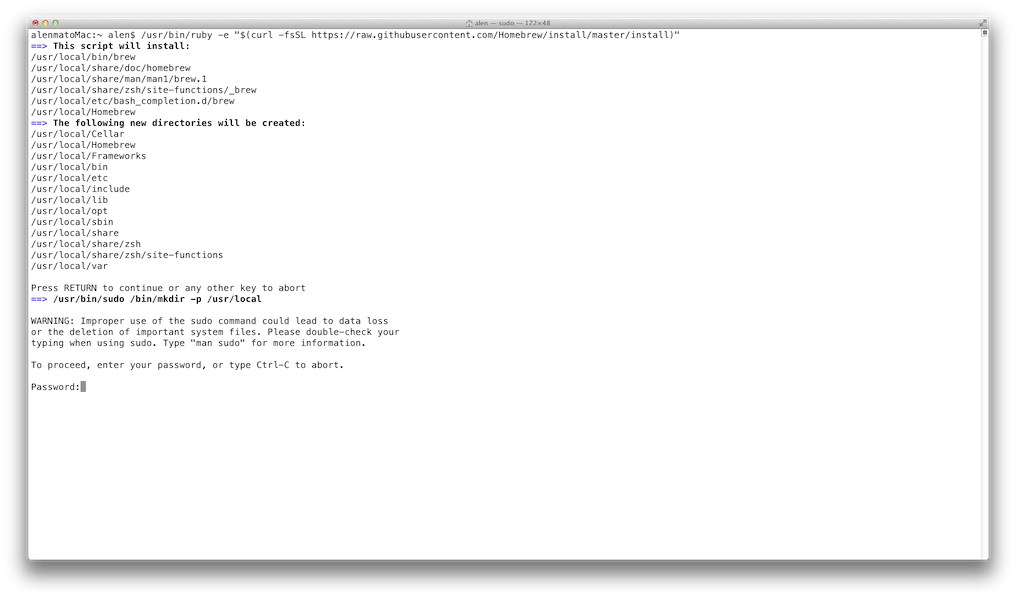 alen — sudo — 172×48
alenmatoMac:~ alen$ /usr/bin/ruby -e "$(curl -fsSL https://raw.githubusercontent.com/Homebrew/install/master/install)"
==> This script will install:
/usr/local/bin/brew
/usr/local/share/doc/homebrew
/usr/local/share/man/man1/brew.1
/usr/local/share/zsh/site-functions/_brew
/usr/local/etc/bash_completion.d/brew
/usr/local/Homebrew
==> The following new directories will be created:
/usr/local/Cellar
/usr/local/Homebrew
/usr/local/Frameworks
/usr/local/bin
/usr/local/etc
/usr/local/include
/usr/local/lib
/usr/local/opt
/usr/local/sbin
/usr/local/share
/usr/local/share/zsh
/usr/local/share/zsh/site-functions
/usr/local/var
Press RETURN to continue or any other key to abort
==> /usr/bin/sudo /bin/mkdir -p /usr/local
WARNING: Improper use of the sudo command could lead to data loss
or the deletion of important system files. Please double-check your
typing when using sudo. Type "man sudo" for more information.
To proceed, enter your password, or type Ctrl-C to abort.
Password: